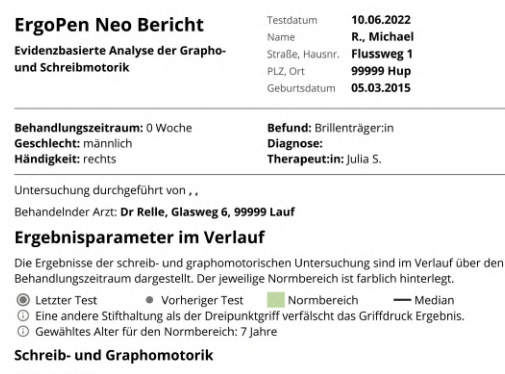 ErgoPen Neo Bericht
Evidenzbasierte Analyse der Grapho-
und Schreibmotorik
Testdatum 10.06.2022
Name R., Michael
Straße, Hausnr. Flussweg 1
PLZ, Ort 99999 Hup
Geburtsdatum 05.03.2015
Behandlungszeitraum: 0 Woche
Geschlecht: männlich
Händigkeit: rechts
Befund: Brillenträger:in
Diagnose:
Therapeut:in: Julia S.
Untersuchung durchgeführt von , ,
Behandelnder Arzt: Dr Relle, Glasweg 6, 99999 Lauf
Ergebnisparameter im Verlauf
Die Ergebnisse der schreib- und graphomotorischen Untersuchung sind im Verlauf über den
Behandlungszeitraum dargestellt. Der jeweilige Normbereich ist farblich hinterlegt.
Letzter Test Vorheriger Test Normbereich Median
Eine andere Stifthaltung als der Dreipunktgriff verfälscht das Griffdruck Ergebnis.
Gewähltes Alter für den Normbereich: 7 Jahre
Schreib- und Graphomotorik